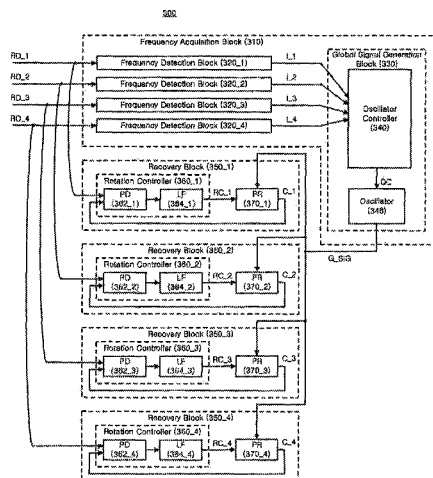 300
Frequency Acquisition Block (310)
RD_1
Frequency Detection Block (320_1)
I_1
Global Signal Generation Block (330)
RD_2
Frequency Detection Block (320_2)
I_2
RD_3
Frequency Detection Block (320_3)
I_3
Oscillator Controller (340)
RD_4
Frequency Detection Block (320_4)
I_4
OC
Oscillator (346)
G_SIG
Recovery Block (350_1)
Rotation Controller (360_1)
PD (362_1)
LF (364_1)
RC_1
PR (370_1)
C_1
Recovery Block (350_2)
Rotation Controller (360_2)
PD (362_2)
LF (364_2)
RC_2
PR (370_2)
C_2
Recovery Block (350_3)
Rotation Controller (360_3)
PD (362_3)
LF (364_3)
RC_3
PR (370_3)
C_3
Recovery Block (350_4)
Rotation Controller (360_4)
PD (362_4)
LF (364_4)
RC_4
PR (370_4)
C_4